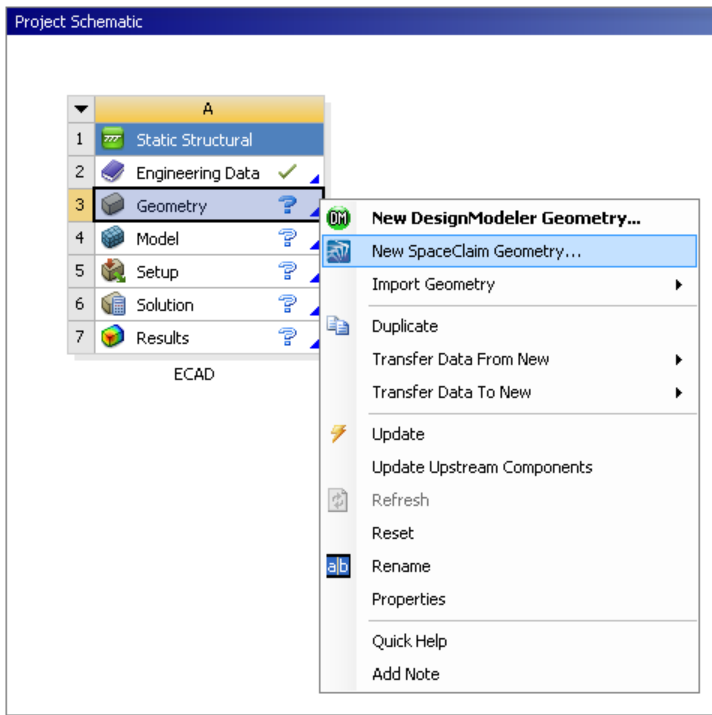 Project Schematic
A
1 Static Structural
2 Engineering Data
3 Geometry
4 Model
5 Setup
6 Solution
7 Results
ECAD
DM New DesignModeler Geometry...
New SpaceClaim Geometry...
Import Geometry
Duplicate
Transfer Data From New
Transfer Data To New
Update
Update Upstream Components
Refresh
Reset
a|b Rename
Properties
Quick Help
Add Note